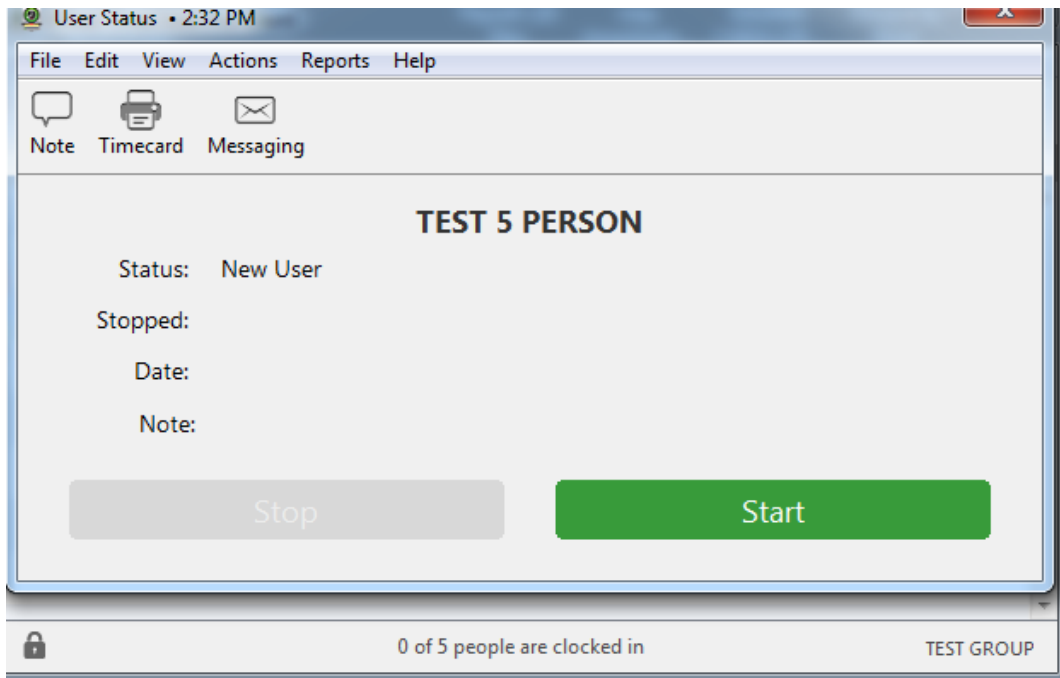 User Status • 2:32 PM
File Edit View Actions Reports Help
Note Timecard Messaging
TEST 5 PERSON
Status: New User
Stopped:
Date:
Note:
Stop Start
0 of 5 people are clocked in TEST GROUP